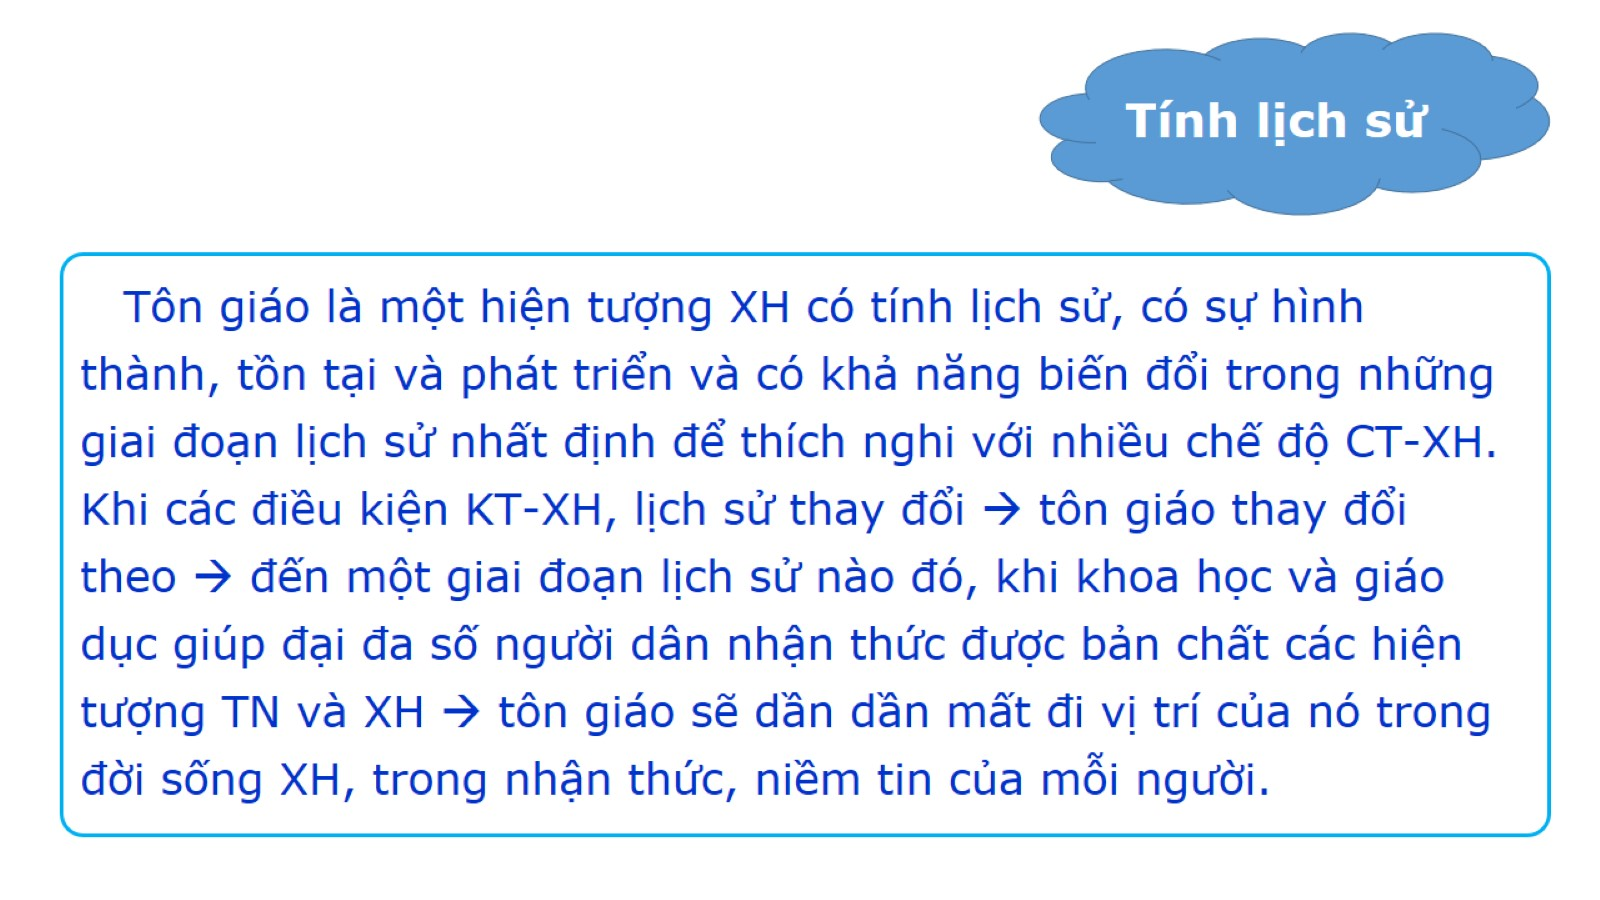 Tính lịch sử
Tôn giáo là một hiện tượng XH có tính lịch sử, có sự hình
thành, tồn tại và phát triển và có khả năng biến đổi trong những
giai đoạn lịch sử nhất định để thích nghi với nhiều chế độ CT-XH.
Khi các điều kiện KT-XH, lịch sử thay đổi → tôn giáo thay đổi
theo → đến một giai đoạn lịch sử nào đó, khi khoa học và giáo
dục giúp đại đa số người dân nhận thức được bản chất các hiện
tượng TN và XH → tôn giáo sẽ dần dần mất đi vị trí của nó trong
đời sống XH, trong nhận thức, niềm tin của mỗi người.